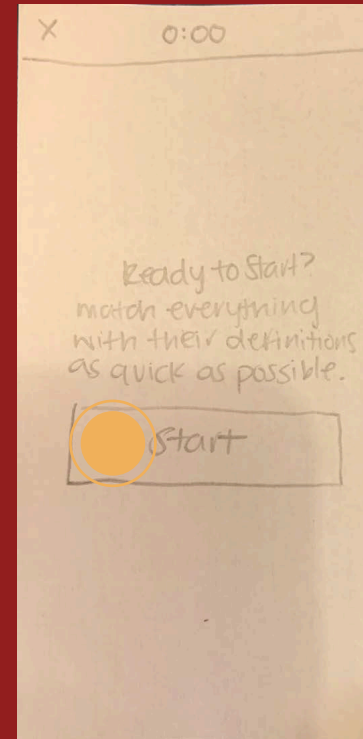 X 0:00
Ready to Start?
match everything
with their definitions
as quick as possible.
Start